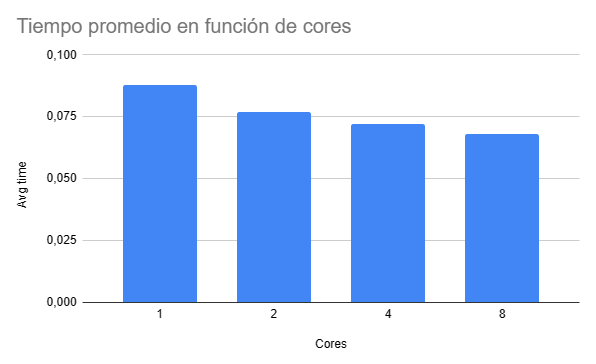 Tiempo promedio en función de cores
0,100
0,075
0,050
0,025
0,000
Avg time
1 2 4 8
Cores